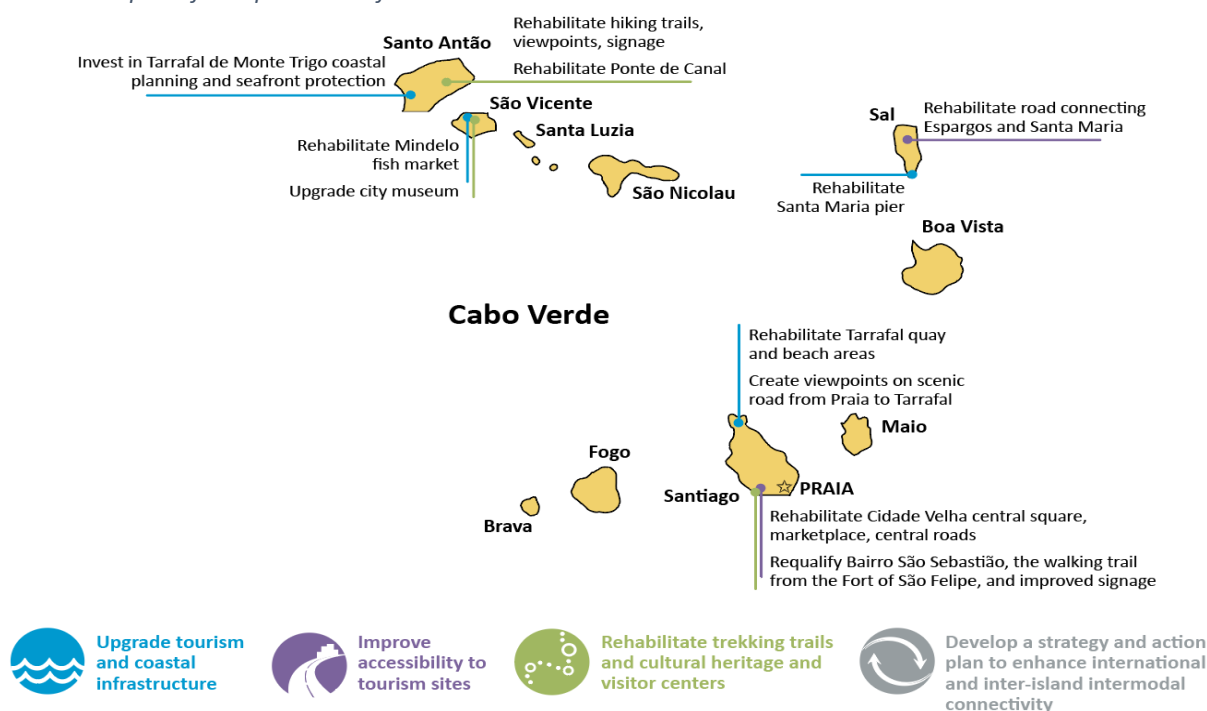 Rehabilitate hiking trails,
viewpoints, signage
Rehabilitate Ponte de Canal
Santo Antão
Invest in Tarrafal de Monte Trigo coastal
planning and seafront protection
São Vicente
Santa Luzia
Rehabilitate Mindelo
fish market
Upgrade city museum
São Nicolau
Sal
Rehabilitate road connecting
Espargos and Santa Maria
Rehabilitate
Santa Maria pier
Boa Vista
Cabo Verde
Rehabilitate Tarrafal quay
and beach areas
Create viewpoints on scenic
road from Praia to Tarrafal
Maio
Fogo
Brava
Santiago
PRAIA
Rehabilitate Cidade Velha central square,
marketplace, central roads
Requalify Bairro São Sebastião, the walking trail
from the Fort of São Felipe, and improved signage
Upgrade tourism
and coastal
infrastructure
Improve
accessibility to
tourism sites
Rehabilitate trekking trails
and cultural heritage and
visitor centers
Develop a strategy and action
plan to enhance international
and inter-island intermodal
connectivity